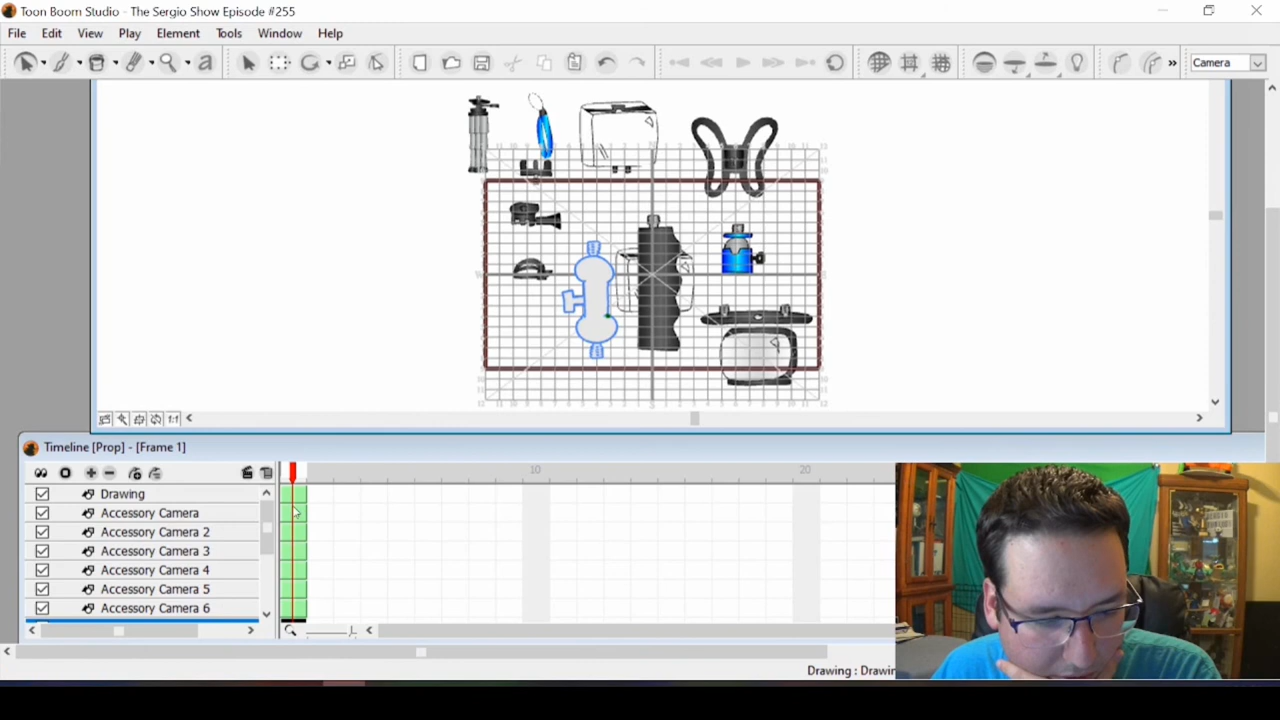 Toon Boom Studio - The Sergio Show Episode #255
File Edit View Play Element Tools Window Help
Camera
1:1
Timeline [Prop] - [Frame 1]
10 20
Drawing
Accessory Camera
Accessory Camera 2
Accessory Camera 3
Accessory Camera 4
Accessory Camera 5
Accessory Camera 6
Drawing : Drawin